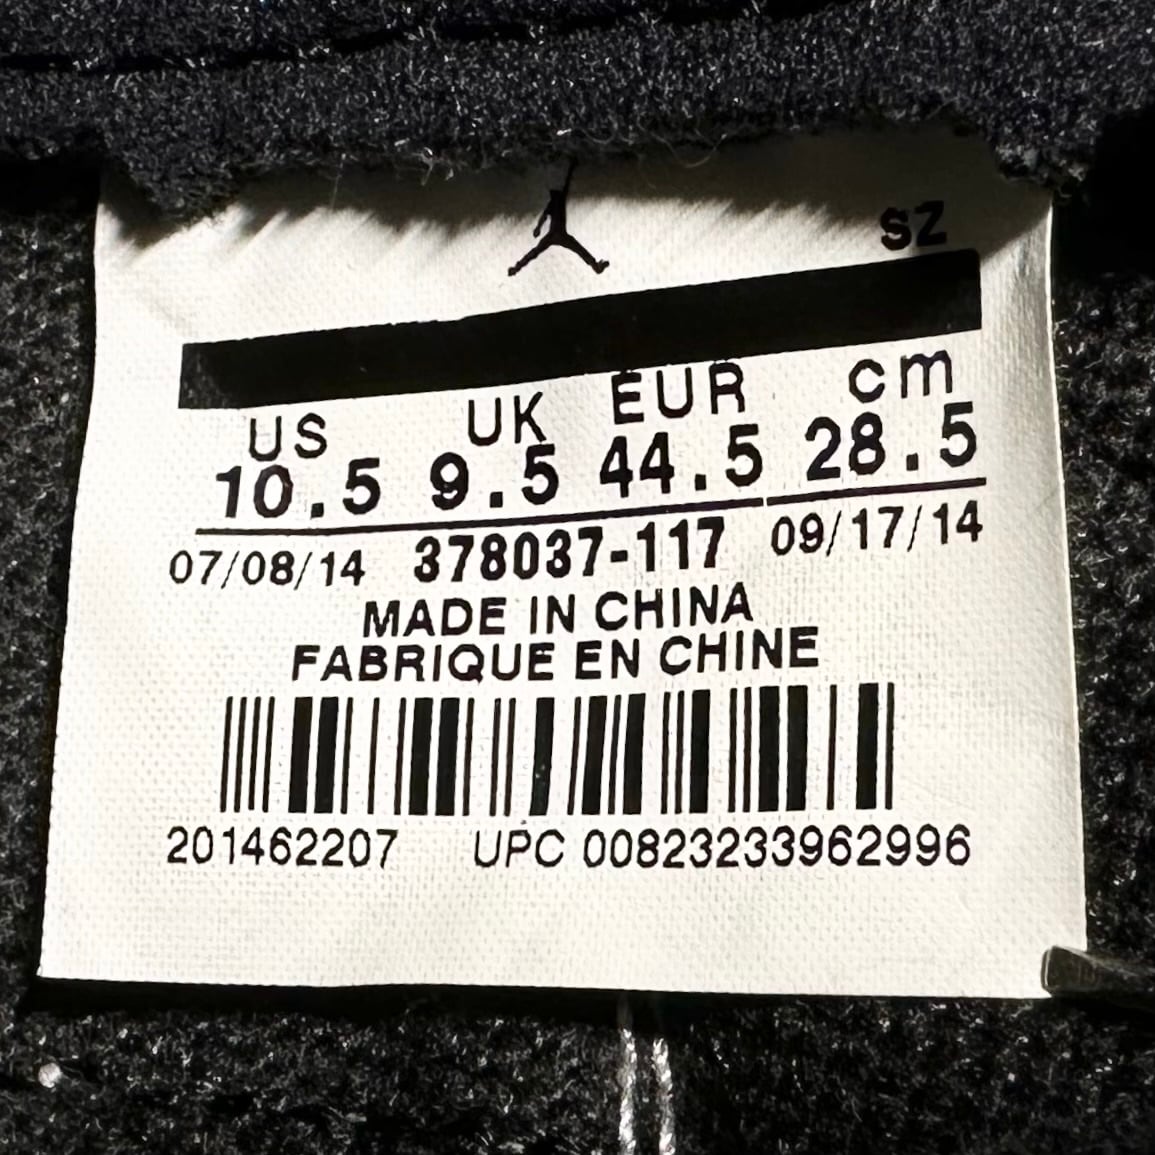 SZ
US UK EUR cm
10.5 9.5 44.5 28.5
07/08/14 378037-117 09/17/14
MADE IN CHINA
FABRIQUE EN CHINE
201462207 UPC 00823233962996